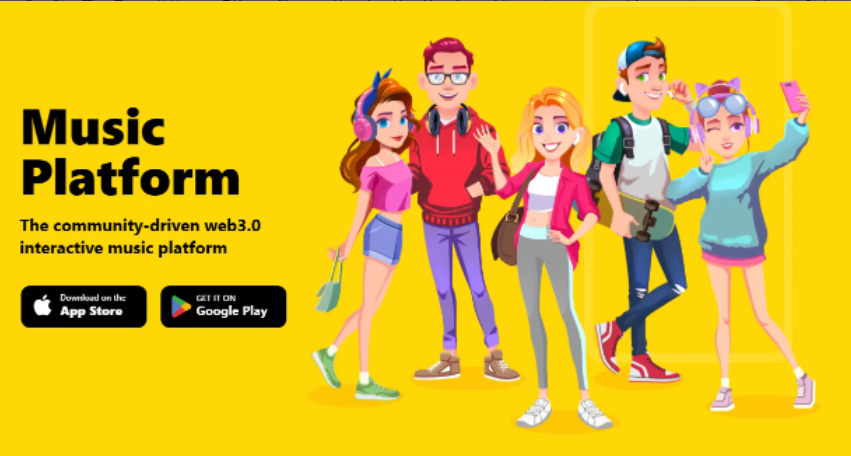 Music
Platform
The community-driven web3.0
interactive music platform
Download on the
App Store
GET IT ON
Google Play